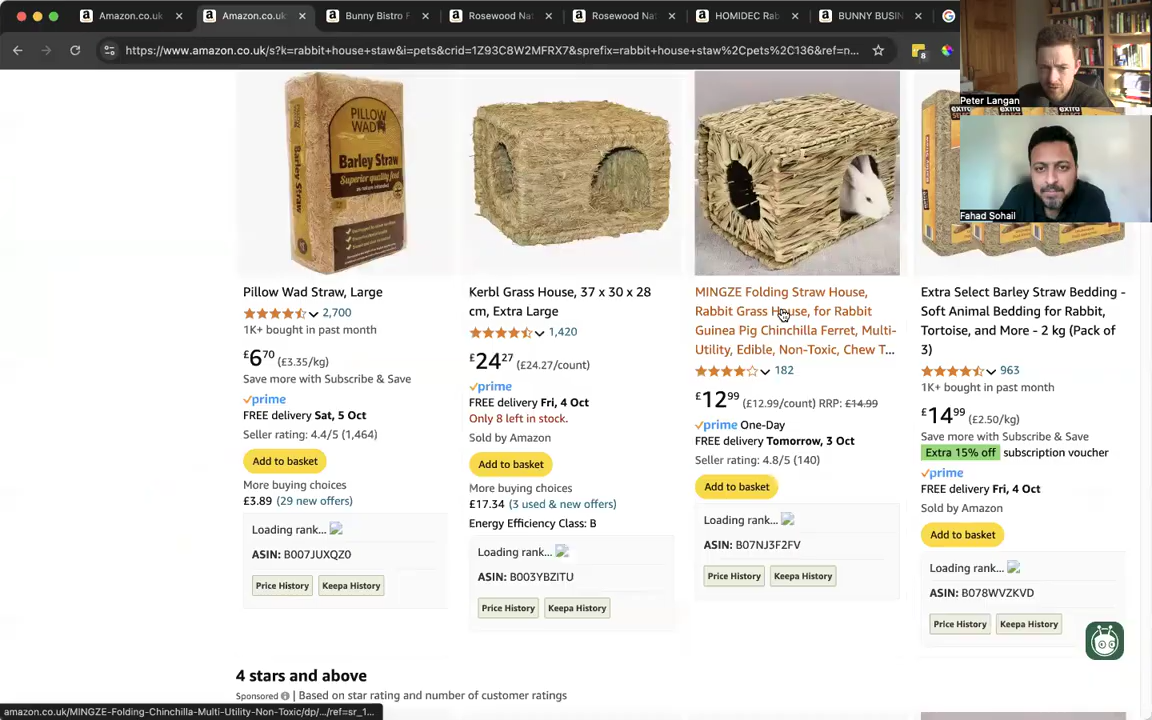 Amazon.co.uk
Amazon.co.uk
Bunny Bistro F
Rosewood Nat
Rosewood Nat
HOMIDEC Rab
BUNNY BUSIN
https://www.amazon.co.uk/s?k=rabbit+house+staw&i=pets&crid=1Z93C8W2MFRX7&sprefix=rabbit+house+staw%2Cpets%2C136&ref=n...
8
Peter Langan
Fahad Sohail
PILLOW
WAD
Barley Straw
Superior quality feed
Barley Straw
extra
extra
extra
Pillow Wad Straw, Large
2,700
1K+ bought in past month
£6 70 (£3.35/kg)
Save more with Subscribe & Save
prime
FREE delivery Sat, 5 Oct
Seller rating: 4.4/5 (1,464)
Add to basket
More buying choices
£3.89 (29 new offers)
Loading rank...
ASIN: B007JUXQZ0
Price History
Keepa History
Kerbl Grass House, 37 x 30 x 28
cm, Extra Large
1,420
£24 27 (£24.27/count)
prime
FREE delivery Fri, 4 Oct
Only 8 left in stock.
Sold by Amazon
Add to basket
More buying choices
£17.34 (3 used & new offers)
Energy Efficiency Class: B
Loading rank...
ASIN: B003YBZITU
Price History
Keepa History
MINGZE Folding Straw House,
Rabbit Grass House, for Rabbit
Guinea Pig Chinchilla Ferret, Multi-
Utility, Edible, Non-Toxic, Chew T...
182
£12 99 (£12.99/count) RRP: £14.99
prime One-Day
FREE delivery Tomorrow, 3 Oct
Seller rating: 4.8/5 (140)
Add to basket
Loading rank...
ASIN: B07NJ3F2FV
Price History
Keepa History
Extra Select Barley Straw Bedding -
Soft Animal Bedding for Rabbit,
Tortoise, and More - 2 kg (Pack of
3)
963
1K+ bought in past month
£14 99 (£2.50/kg)
Save more with Subscribe & Save
Extra 15% off subscription voucher
prime
FREE delivery Fri, 4 Oct
Sold by Amazon
Add to basket
Loading rank...
ASIN: B078WVZKVD
Price History
Keepa History
4 stars and above
Sponsored | Based on star rating and number of customer ratings
amazon.co.uk/MINGZE-Folding-Chinchilla-Multi-Utility-Non-Toxic/dp/.../ref=sr_1...